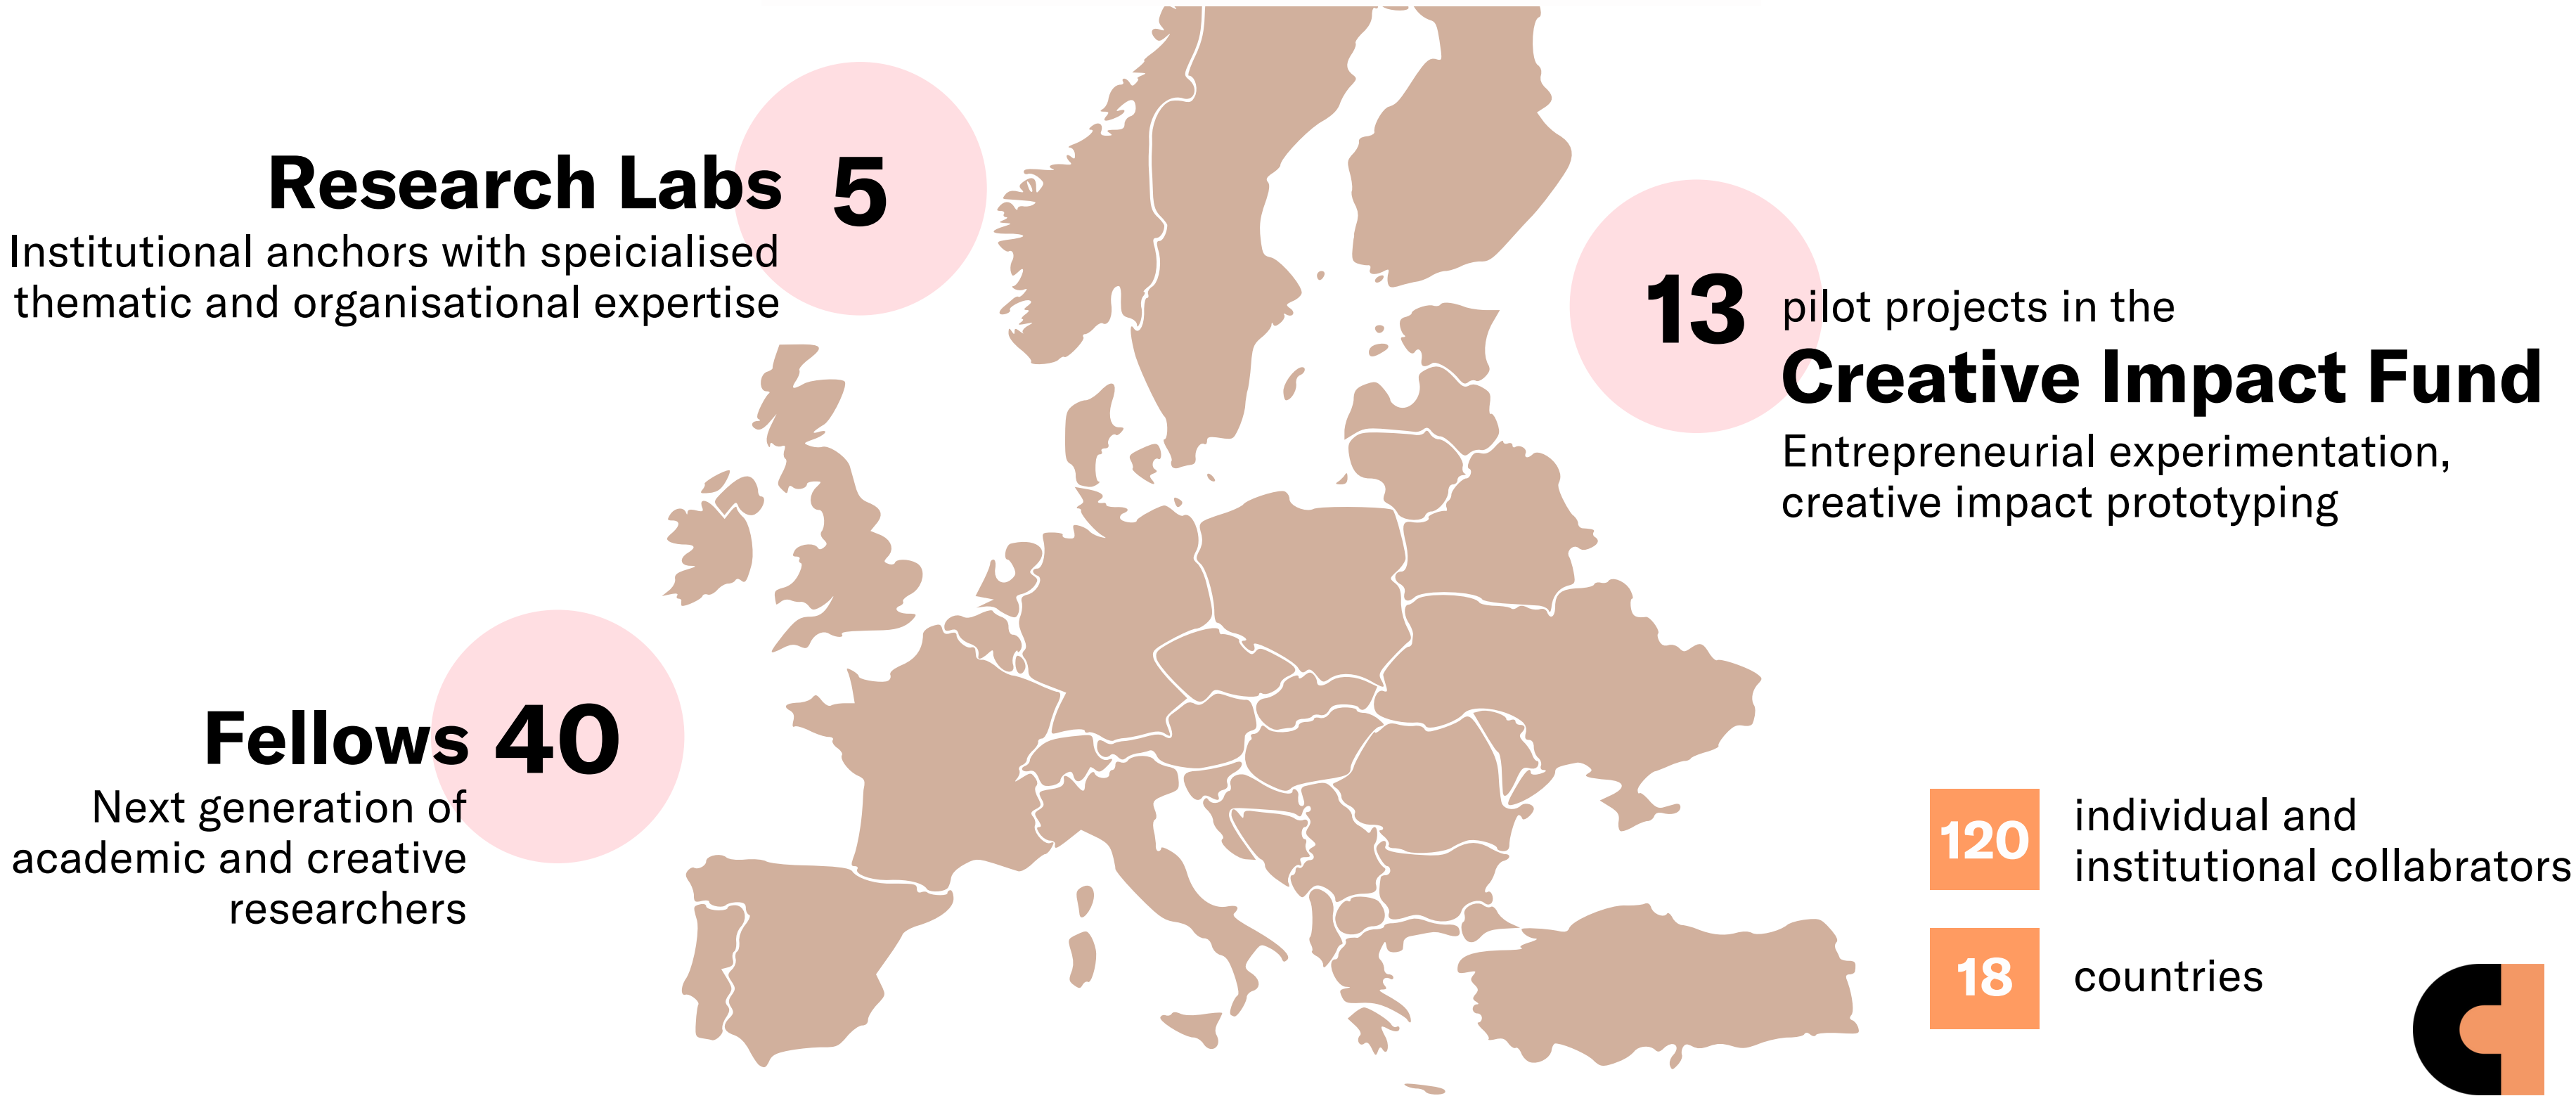 Research Labs
5
Institutional anchors with speicialised
thematic and organisational expertise
13
pilot projects in the
Creative Impact Fund
Entrepreneurial experimentation,
creative impact prototyping
Fellows
40
Next generation of
academic and creative
researchers
120
individual and
institutional collabrators
18
countries